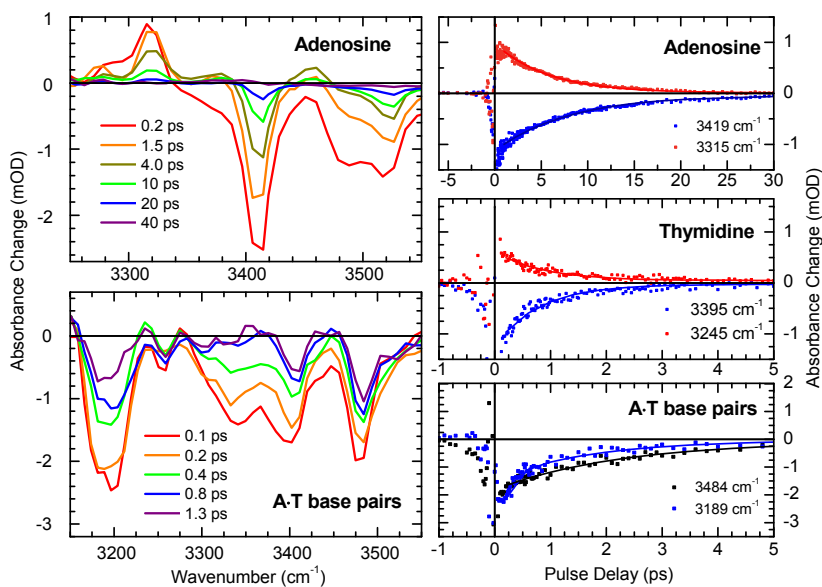 Adenosine
1
0
-1
-2
0.2 ps
1.5 ps
4.0 ps
10 ps
20 ps
40 ps
3300 3400 3500
Absorbance Change (mOD)
0
-1
-2
-3
0.1 ps
0.2 ps
0.4 ps
0.8 ps
1.3 ps
A·T base pairs
3200 3300 3400 3500
Wavenumber (cm⁻¹)
Adenosine
1
0
-1
3419 cm⁻¹
3315 cm⁻¹
-5 0 5 10 15 20 25 30
Thymidine
1
0
-1
3395 cm⁻¹
3245 cm⁻¹
-1 0 1 2 3 4 5
Absorbance Change (mOD)
A·T base pairs
2
1
0
-1
-2
-3
3484 cm⁻¹
3189 cm⁻¹
-1 0 1 2 3 4 5
Pulse Delay (ps)